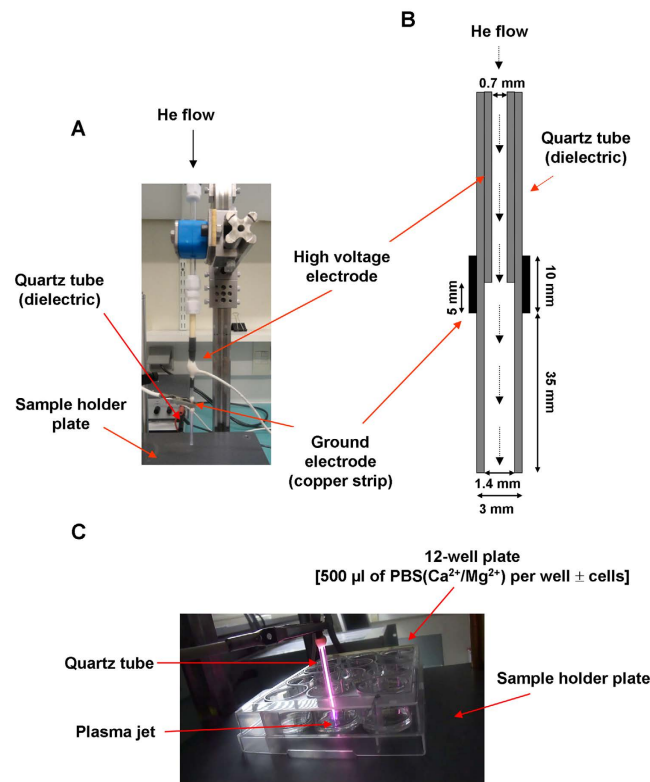 A
He flow
Quartz tube
(dielectric)
Sample holder
plate
High voltage
electrode
Ground
electrode
(copper strip)
B
He flow
0.7 mm
Quartz tube
(dielectric)
10 mm
5 mm
35 mm
1.4 mm
3 mm
C
12-well plate
[500 µl of PBS(Ca²⁺/Mg²⁺) per well ± cells]
Quartz tube
Plasma jet
Sample holder plate